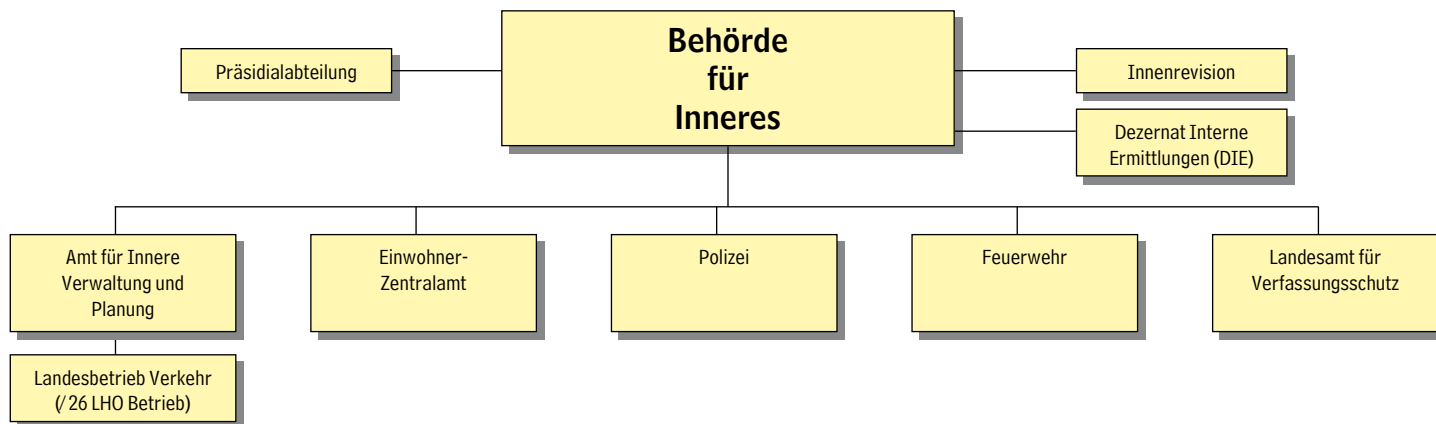 Behörde
für
Inneres
Präsidialabteilung
Innenrevision
Dezernat Interne
Ermittlungen (DIE)
Amt für Innere
Verwaltung und
Planung
Einwohner-
Zentralamt
Polizei
Feuerwehr
Landesamt für
Verfassungsschutz
Landesbetrieb Verkehr
(/ 26 LHO Betrieb)